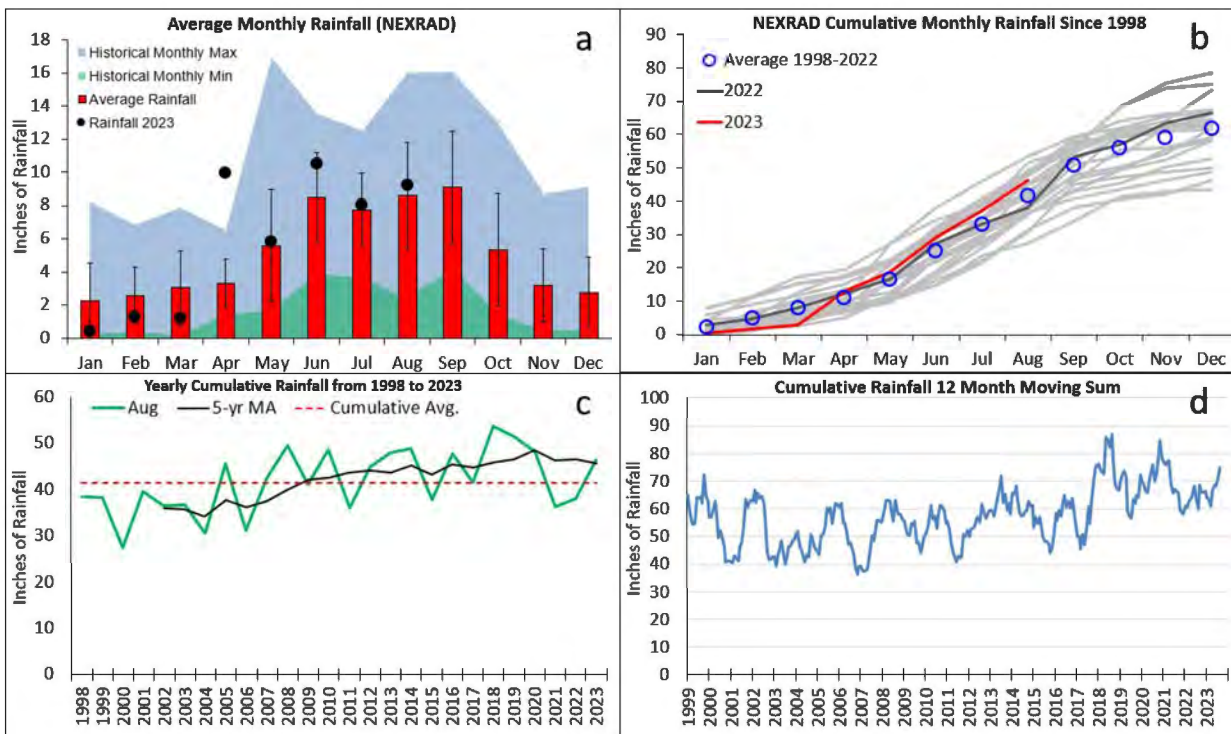 Average Monthly Rainfall (NEXRAD)
a
18
16
14
12
10
8
6
4
2
0
Inches of Rainfall
Historical Monthly Max
Historical Monthly Min
Average Rainfall
Rainfall 2023
Jan Feb Mar Apr May Jun Jul Aug Sep Oct Nov Dec
NEXRAD Cumulative Monthly Rainfall Since 1998
b
90
80
70
60
50
40
30
20
10
0
Inches of Rainfall
Average 1998-2022
2022
2023
Jan Feb Mar Apr May Jun Jul Aug Sep Oct Nov Dec
Yearly Cumulative Rainfall from 1998 to 2023
c
60
50
40
30
20
10
0
Inches of Rainfall
Aug 5-yr MA Cumulative Avg.
1998 1999 2000 2001 2002 2003 2004 2005 2006 2007 2008 2009 2010 2011 2012 2013 2014 2015 2016 2017 2018 2019 2020 2021 2022 2023
Cumulative Rainfall 12 Month Moving Sum
d
100
90
80
70
60
50
40
30
20
10
0
Inches of Rainfall
1999 2000 2001 2002 2003 2004 2005 2006 2007 2008 2009 2010 2011 2012 2013 2014 2015 2016 2017 2018 2019 2020 2021 2022 2023